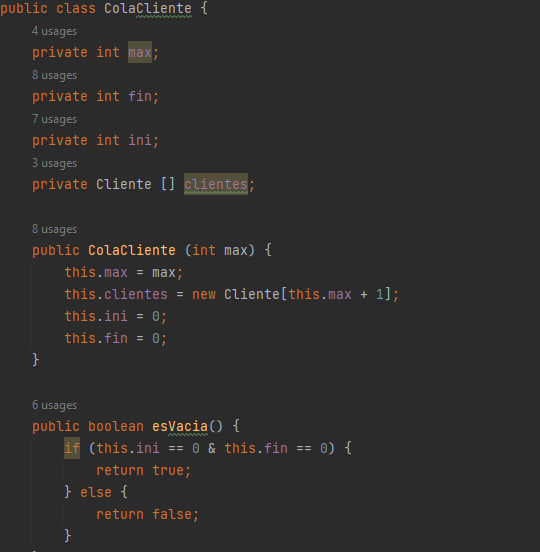 public class ColaCliente {
4 usages
private int max;
8 usages
private int fin;
7 usages
private int ini;
3 usages
private Cliente [] clientes;
8 usages
public ColaCliente (int max) {
this.max = max;
this.clientes = new Cliente[this.max + 1];
this.ini = 0;
this.fin = 0;
}
6 usages
public boolean esVacia() {
if (this.ini == 0 & this.fin == 0) {
return true;
} else {
return false;
}